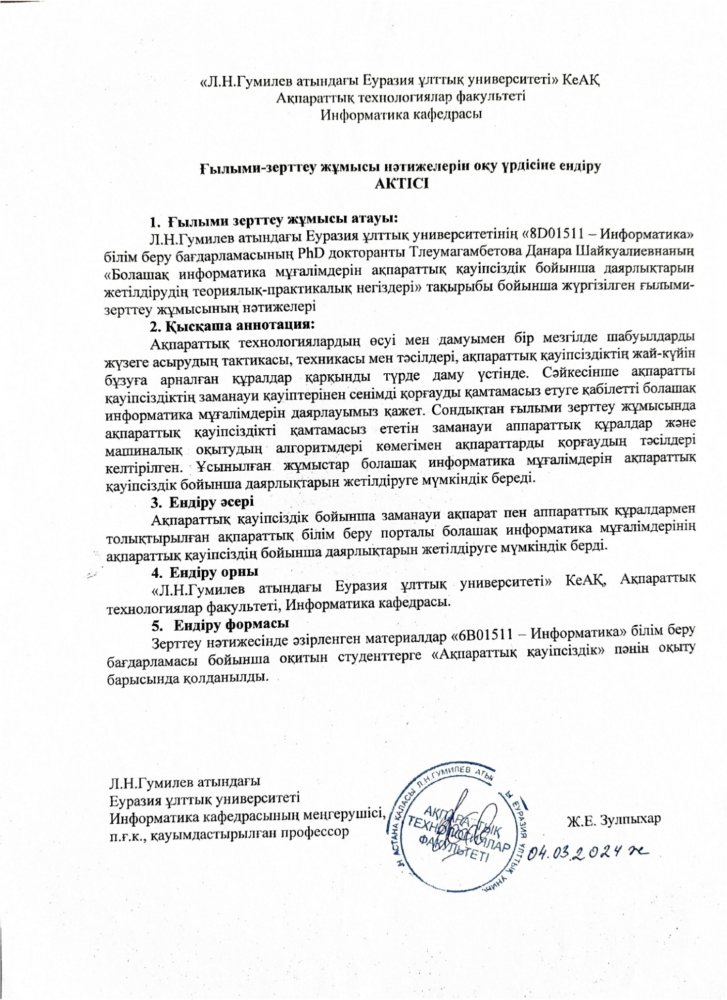 «Л.Н.Гумилев атындағы Еуразия ұлттық университеті» КеАҚ
Ақпараттық технологиялар факультеті
Информатика кафедрасы
Ғылыми-зерттеу жұмысы нәтижелерін оқу үрдісіне ендіру
АКТІСІ
1. Ғылыми зерттеу жұмысы атауы:
Л.Н.Гумилев атындағы Еуразия ұлттық университетінің «8D01511 – Информатика»
білім беру бағдарламасының PhD докторанты Тлеумагамбетова Данара Шайкуалиевнаның
«Болашақ информатика мұғалімдерін ақпараттық қауіпсіздік бойынша даярлықтарын
жетілдірудің теориялық-практикалық негіздері» тақырыбы бойынша жүргізілген ғылыми-
зерттеу жұмысының нәтижелері
2. Қысқаша аннотация:
Ақпараттық технологиялардың өсуі мен дамуымен бір мезгілде шабуылдарды
жүзеге асырудың тактикасы, техникасы мен тәсілдері, ақпараттық қауіпсіздіктің жай-күйін
бұзуға арналған құралдар қарқынды түрде даму үстінде. Сәйкесінше ақпаратты
қауіпсіздіктің заманауи қауіптерінен сенімді қорғауды қамтамасыз етуге қабілетті болашақ
информатика мұғалімдерін даярлауымыз қажет. Сондықтан ғылыми зерттеу жұмысында
ақпараттық қауіпсіздікті қамтамасыз ететін заманауи аппараттық құралдар және
машиналық оқытудың алгоритмдері көмегімен ақпараттарды қорғаудың тәсілдері
келтірілген. Ұсынылған жұмыстар болашақ информатика мұғалімдерін ақпараттық
қауіпсіздік бойынша даярлықтарын жетілдіруге мүмкіндік береді.
3. Ендіру әсері
Ақпараттық қауіпсіздік бойынша заманауи ақпарат пен аппараттық құралдармен
толықтырылған ақпараттық білім беру порталы болашақ информатика мұғалімдерінің
ақпараттық қауіпсіздің бойынша даярлықтарын жетілдіруге мүмкіндік берді.
4. Ендіру орны
«Л.Н.Гумилев атындағы Еуразия ұлттық университеті» КеАҚ, Ақпараттық
технологиялар факультеті, Информатика кафедрасы.
5. Ендіру формасы
Зерттеу нәтижесінде әзірленген материалдар «6В01511 – Информатика» білім беру
бағдарламасы бойынша оқитын студенттерге «Ақпараттық қауіпсіздік» пәнін оқыту
барысында қолданылды.
Л.Н.Гумилев атындағы
Еуразия ұлттық университеті
Информатика кафедрасының меңгерушісі,
п.ғ.к., қауымдастырылған профессор
АСТАНА ҚАЛАСЫ Л.Н.ГУМИЛЕВ АТЫН
Ы ЕУРАЗИЯ ҰЛТТЫҚ УНИВ
АҚПАРАТТЫҚ
ТЕХНОЛОГИЯЛАР
ФАКУЛЬТЕТІ
Ж.Е. Зулпыхар
04.03.2024 ж